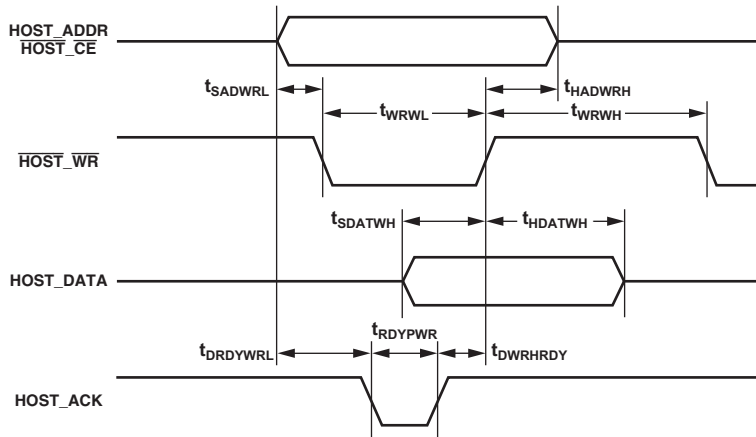 HOST_ADDR
HOST_CE
tSADWRL
tHADWRH
tWRWL
tWRWH
HOST_WR
tSDATWH
tHDATWH
HOST_DATA
tRDYPWR
tDRDYWRL
tDWRHRDY
HOST_ACK